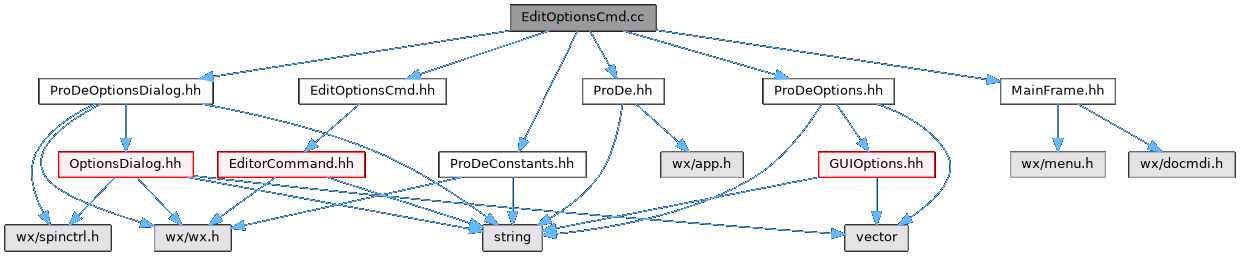 EditOptionsCmd.cc
ProDeOptionsDialog.hh
EditOptionsCmd.hh
ProDe.hh
ProDeOptions.hh
MainFrame.hh
OptionsDialog.hh
EditorCommand.hh
ProDeConstants.hh
wx/app.h
GUIOptions.hh
wx/menu.h
wx/docmdi.h
wx/spinctrl.h
wx/wx.h
string
vector